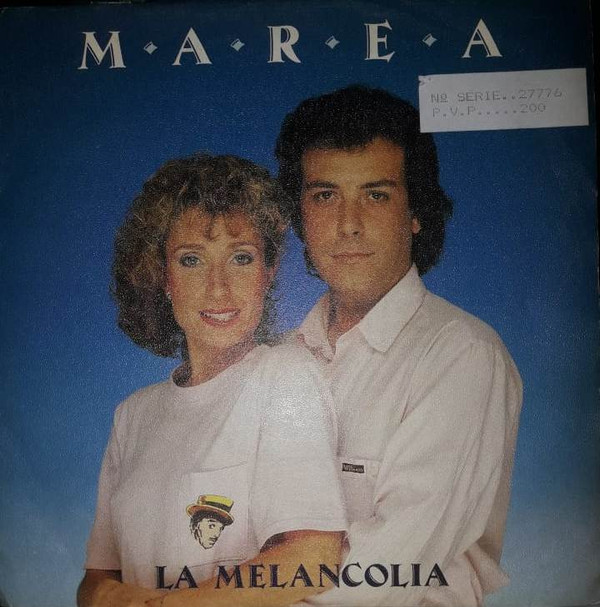 M·A·R·E·A
Nº SERIE..27776
P.V.P.....200
LA MELANCOLIA